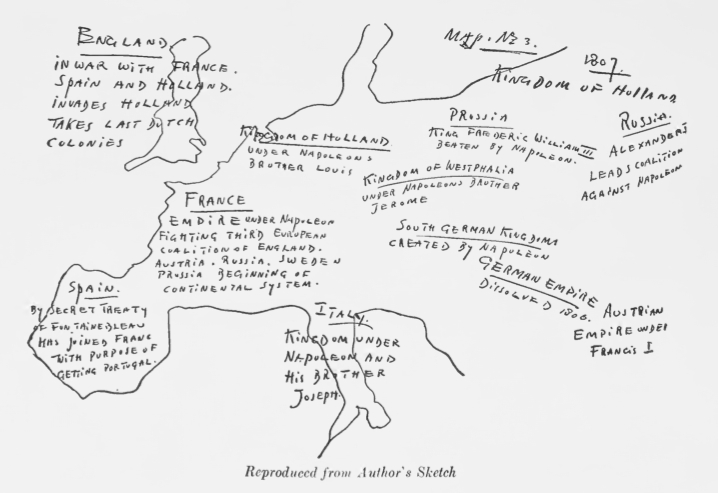 ENGLAND.
IN WAR WITH FRANCE.
SPAIN AND HOLLAND.
INVADES HOLLAND
TAKES LAST DUTCH
COLONIES
MAP. No 3.
1807.
KINGDOM OF HOLLAND
KINGDOM OF HOLLAND
UNDER NAPOLEONS
BROTHER LOUIS
PRUSSIA
KING FREDERIC WILLIAM III
BEATEN BY NAPOLEON.
RUSSIA.
ALEXANDER I
LEADS COALITION
AGAINST NAPOLEON
KINGDOM OF WESTPHALIA
UNDER NAPOLEONS BROTHER
JEROME
FRANCE
EMPIRE UNDER NAPOLEON
FIGHTING THIRD EUROPEAN
COALITION OF ENGLAND.
AUSTRIA. RUSSIA. SWEDEN
PRUSSIA BEGINNING OF
CONTINENTAL SYSTEM.
SOUTH GERMAN KINGDOMS
CREATED BY NAPOLEON
GERMAN EMPIRE
DISSOLVED 1806.
AUSTRIAN
EMPIRE UNDER
FRANCIS I
SPAIN.
BY SECRET TREATY
OF FONTAINEBLEAU
HAS JOINED FRANC
WITH PURPOSE OF
GETTING PORTUGAL.
ITALY.
KINGDOM UNDER
NAPOLEON AND
HIS BROTHER
JOSEPH.
Reproduced from Author's Sketch